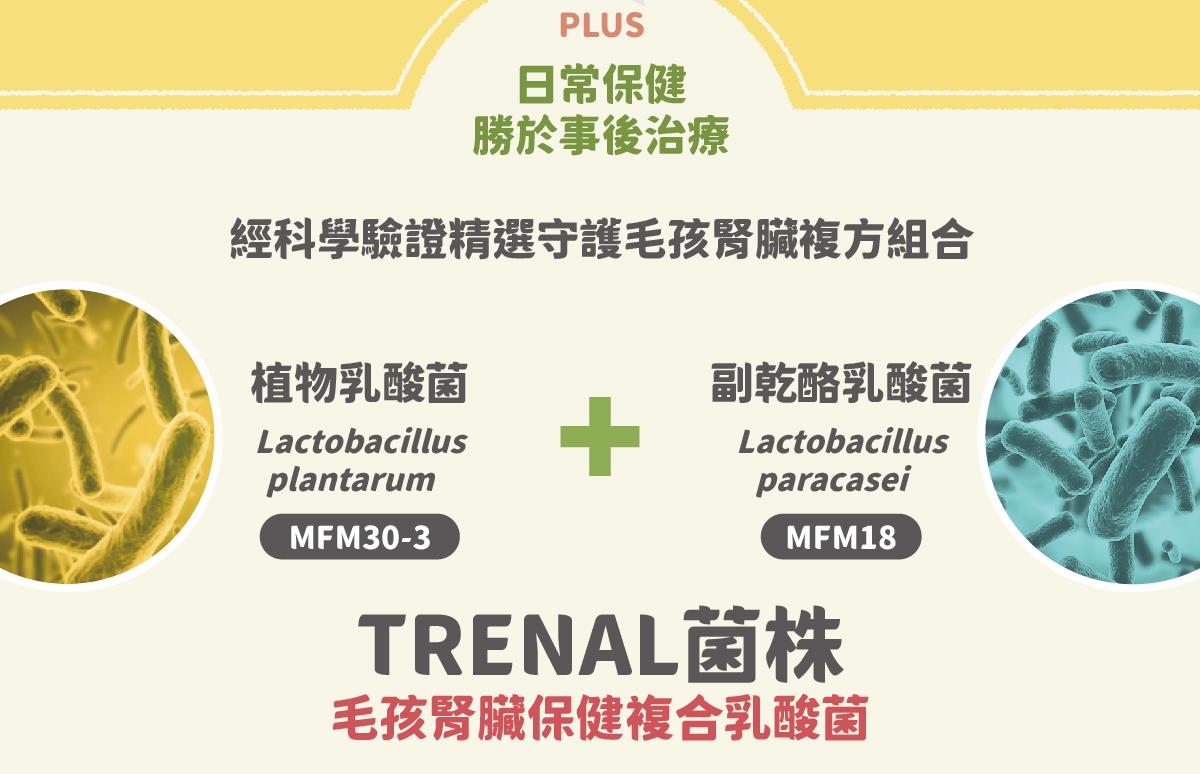 PLUS
日常保健
勝於事後治療
經科學驗證精選守護毛孩腎臟複方組合
植物乳酸菌
Lactobacillus
plantarum
MFM30-3
副乾酪乳酸菌
Lactobacillus
paracasei
MFM18
TRENAL菌株
毛孩腎臟保健複合乳酸菌